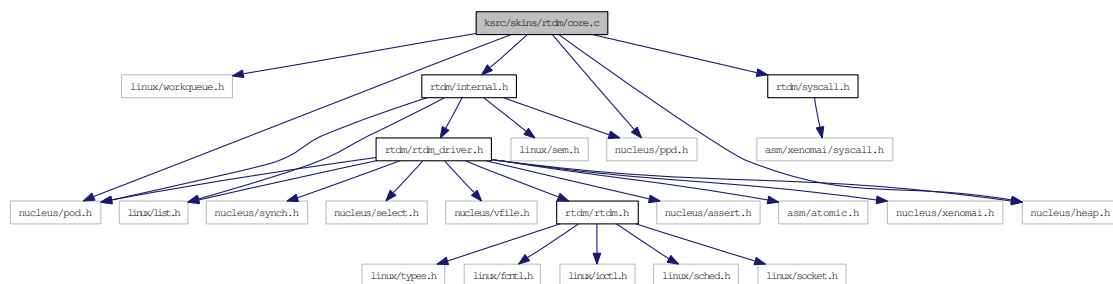 ksrc/skins/rtdm/core.c
linux/workqueue.h
rtdm/internal.h
rtdm/syscall.h
rtdm/rtdm_driver.h
linux/sem.h
nucleus/ppd.h
asm/xenomai/syscall.h
nucleus/pod.h
linux/list.h
nucleus/synch.h
nucleus/select.h
nucleus/vfile.h
rtdm/rtdm.h
nucleus/assert.h
asm/atomic.h
nucleus/xenomai.h
nucleus/heap.h
linux/types.h
linux/fcntl.h
linux/ioctl.h
linux/sched.h
linux/socket.h